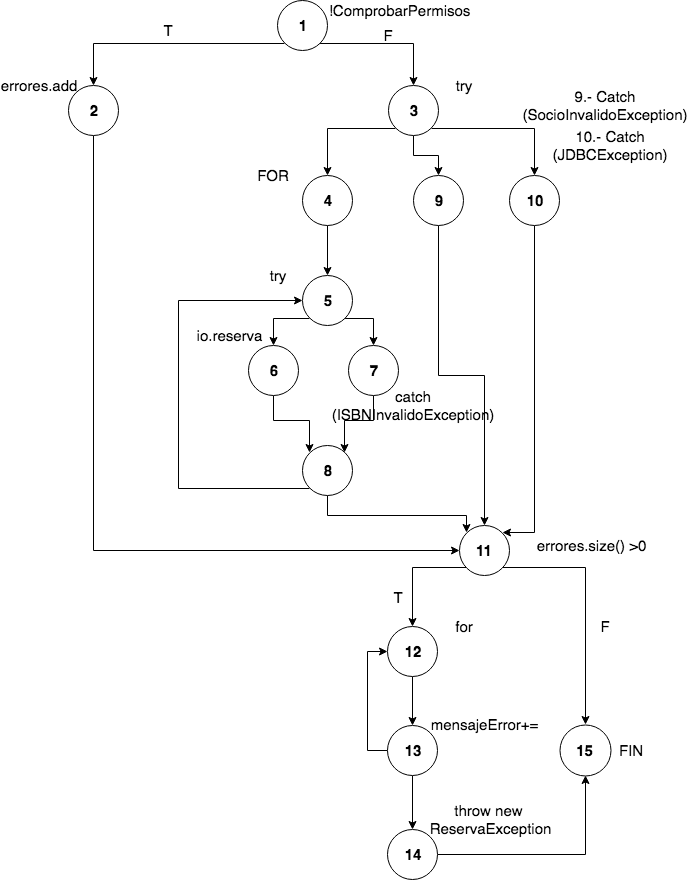 !ComprobarPermisos
1
T
F
errores.add
2
3
try
9.- Catch
(SocioInvalidoException)
10.- Catch
(JDBCException)
FOR
4
9
10
try
5
io.reserva
6
7
catch
(ISBNInvalidoException)
8
11
errores.size() >0
T
for
F
12
mensajeError+=
13
15
FIN
throw new
ReservaException
14